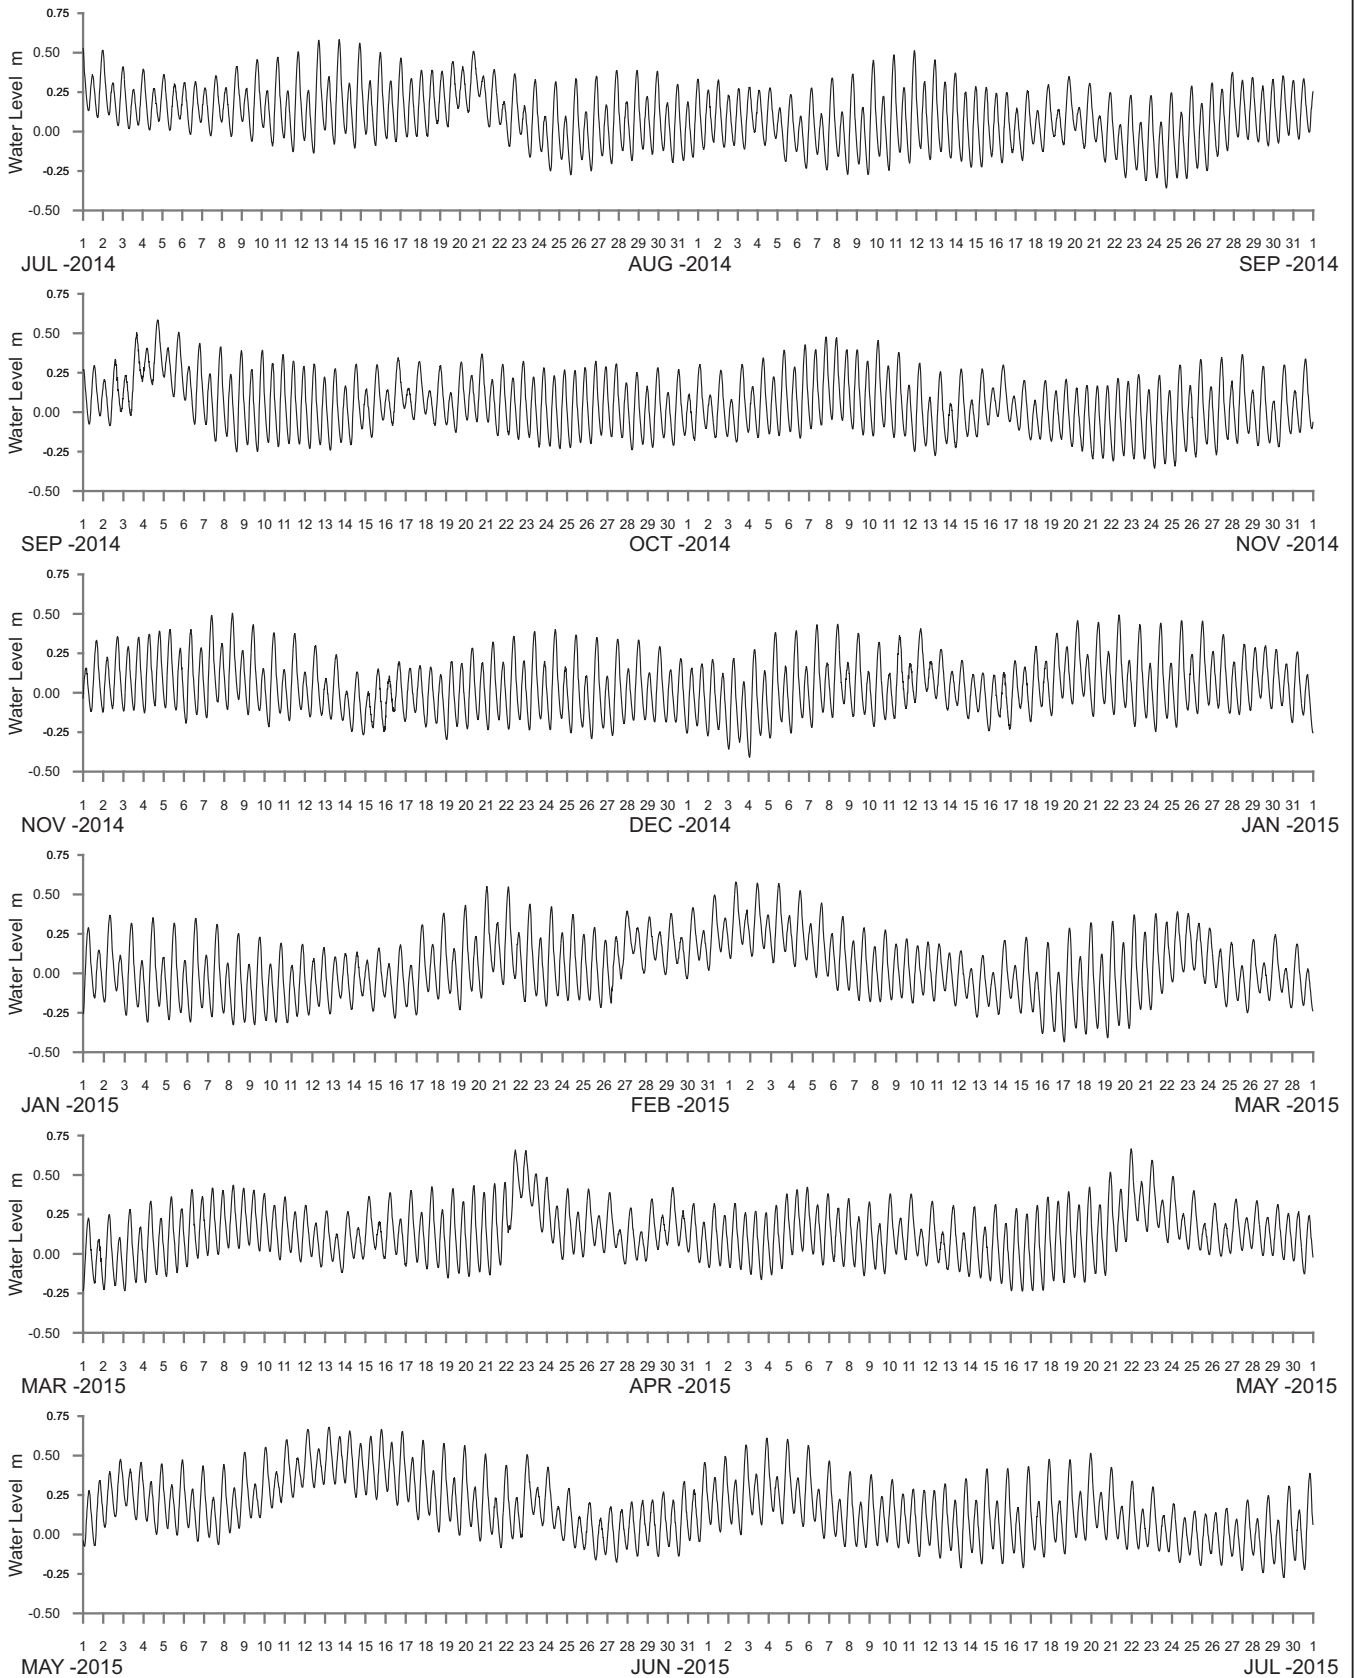 0.75
0.50
0.25
0.00
-0.25
-0.50
Water Level m
1 2 3 4 5 6 7 8 9 10 11 12 13 14 15 16 17 18 19 20 21 22 23 24 25 26 27 28 29 30 31 1 2 3 4 5 6 7 8 9 10 11 12 13 14 15 16 17 18 19 20 21 22 23 24 25 26 27 28 29 30 31 1
JUL -2014 AUG -2014 SEP -2014
0.75
0.50
0.25
0.00
-0.25
-0.50
Water Level m
1 2 3 4 5 6 7 8 9 10 11 12 13 14 15 16 17 18 19 20 21 22 23 24 25 26 27 28 29 30 1 2 3 4 5 6 7 8 9 10 11 12 13 14 15 16 17 18 19 20 21 22 23 24 25 26 27 28 29 30 31 1
SEP -2014 OCT -2014 NOV -2014
0.75
0.50
0.25
0.00
-0.25
-0.50
Water Level m
1 2 3 4 5 6 7 8 9 10 11 12 13 14 15 16 17 18 19 20 21 22 23 24 25 26 27 28 29 30 1 2 3 4 5 6 7 8 9 10 11 12 13 14 15 16 17 18 19 20 21 22 23 24 25 26 27 28 29 30 31 1
NOV -2014 DEC -2014 JAN -2015
0.75
0.50
0.25
0.00
-0.25
-0.50
Water Level m
1 2 3 4 5 6 7 8 9 10 11 12 13 14 15 16 17 18 19 20 21 22 23 24 25 26 27 28 29 30 31 1 2 3 4 5 6 7 8 9 10 11 12 13 14 15 16 17 18 19 20 21 22 23 24 25 26 27 28 1
JAN -2015 FEB -2015 MAR -2015
0.75
0.50
0.25
0.00
-0.25
-0.50
Water Level m
1 2 3 4 5 6 7 8 9 10 11 12 13 14 15 16 17 18 19 20 21 22 23 24 25 26 27 28 29 30 31 1 2 3 4 5 6 7 8 9 10 11 12 13 14 15 16 17 18 19 20 21 22 23 24 25 26 27 28 29 30 1
MAR -2015 APR -2015 MAY -2015
0.75
0.50
0.25
0.00
-0.25
-0.50
Water Level m
1 2 3 4 5 6 7 8 9 10 11 12 13 14 15 16 17 18 19 20 21 22 23 24 25 26 27 28 29 30 31 1 2 3 4 5 6 7 8 9 10 11 12 13 14 15 16 17 18 19 20 21 22 23 24 25 26 27 28 29 30 1
MAY -2015 JUN -2015 JUL -2015